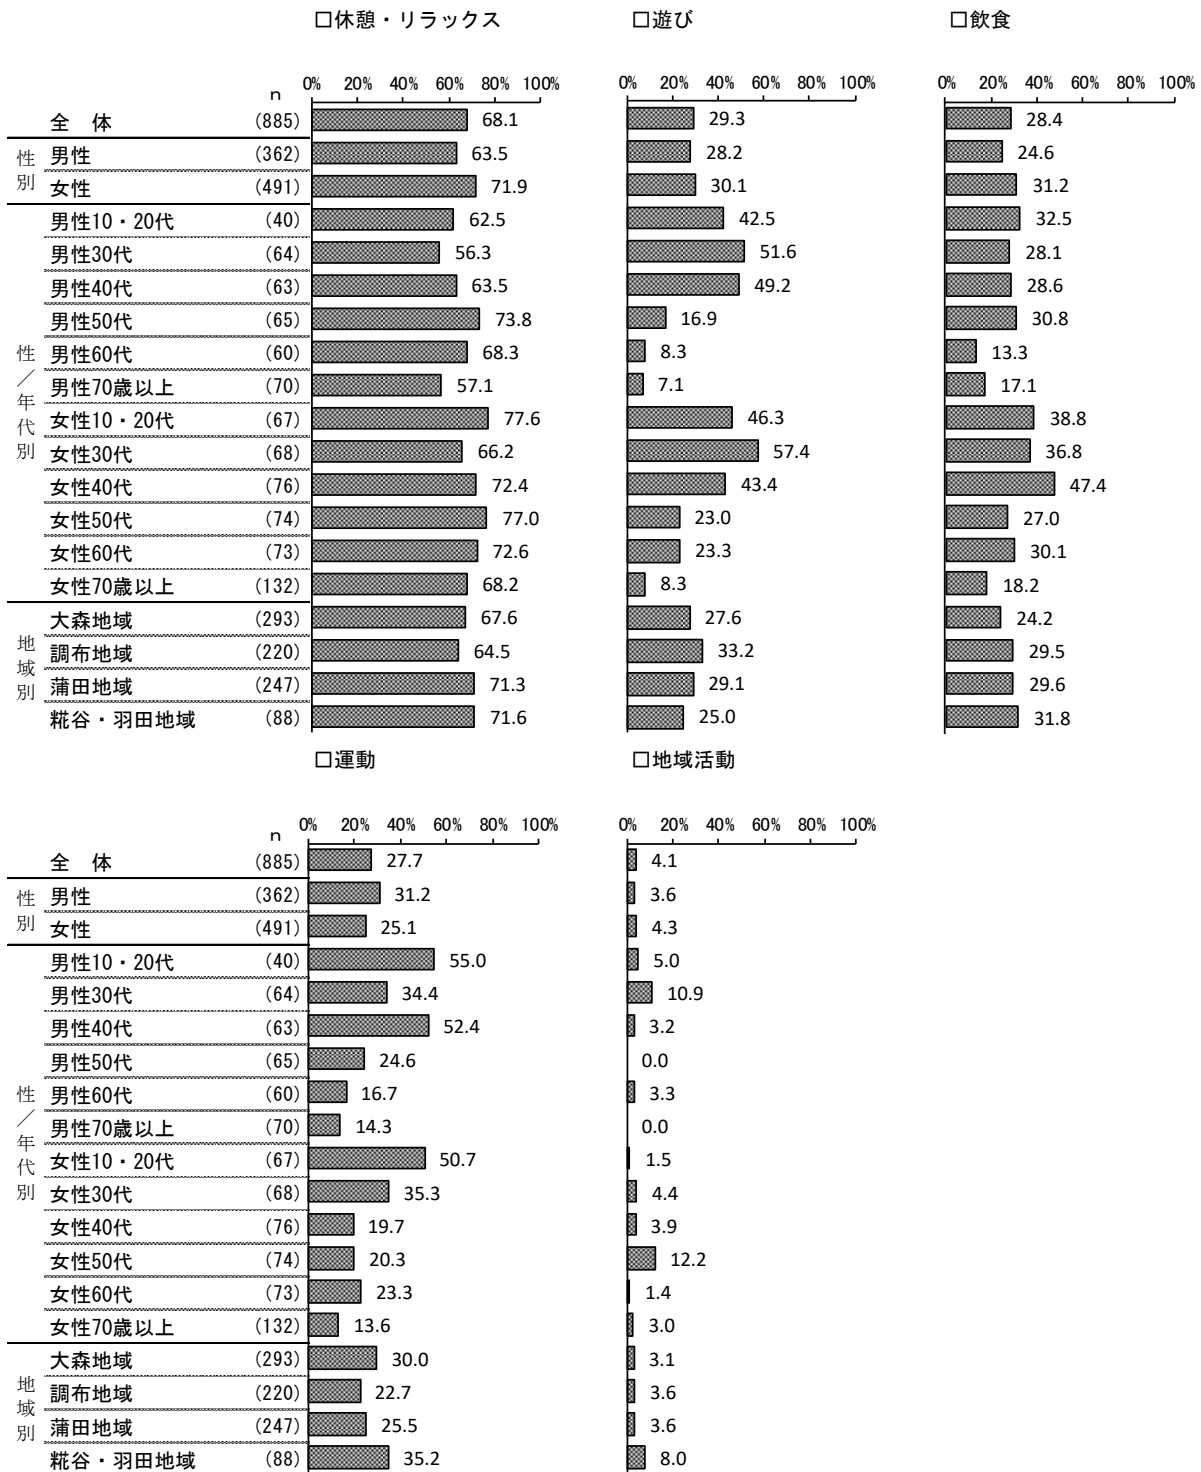 □休憩・リラックス □遊び □飲食
n 0% 20% 40% 60% 80% 100% 0% 20% 40% 60% 80% 100% 0% 20% 40% 60% 80% 100%
全 体 (885) 68.1 29.3 28.4
性別
男性 (362) 63.5 28.2 24.6
女性 (491) 71.9 30.1 31.2
性／年代別
男性10・20代 (40) 62.5 42.5 32.5
男性30代 (64) 56.3 51.6 28.1
男性40代 (63) 63.5 49.2 28.6
男性50代 (65) 73.8 16.9 30.8
男性60代 (60) 68.3 8.3 13.3
男性70歳以上 (70) 57.1 7.1 17.1
女性10・20代 (67) 77.6 46.3 38.8
女性30代 (68) 66.2 57.4 36.8
女性40代 (76) 72.4 43.4 47.4
女性50代 (74) 77.0 23.0 27.0
女性60代 (73) 72.6 23.3 30.1
女性70歳以上 (132) 68.2 8.3 18.2
地域別
大森地域 (293) 67.6 27.6 24.2
調布地域 (220) 64.5 33.2 29.5
蒲田地域 (247) 71.3 29.1 29.6
糀谷・羽田地域 (88) 71.6 25.0 31.8
□運動 □地域活動
n 0% 20% 40% 60% 80% 100% 0% 20% 40% 60% 80% 100%
全 体 (885) 27.7 4.1
性別
男性 (362) 31.2 3.6
女性 (491) 25.1 4.3
性／年代別
男性10・20代 (40) 55.0 5.0
男性30代 (64) 34.4 10.9
男性40代 (63) 52.4 3.2
男性50代 (65) 24.6 0.0
男性60代 (60) 16.7 3.3
男性70歳以上 (70) 14.3 0.0
女性10・20代 (67) 50.7 1.5
女性30代 (68) 35.3 4.4
女性40代 (76) 19.7 3.9
女性50代 (74) 20.3 12.2
女性60代 (73) 23.3 1.4
女性70歳以上 (132) 13.6 3.0
地域別
大森地域 (293) 30.0 3.1
調布地域 (220) 22.7 3.6
蒲田地域 (247) 25.5 3.6
糀谷・羽田地域 (88) 35.2 8.0